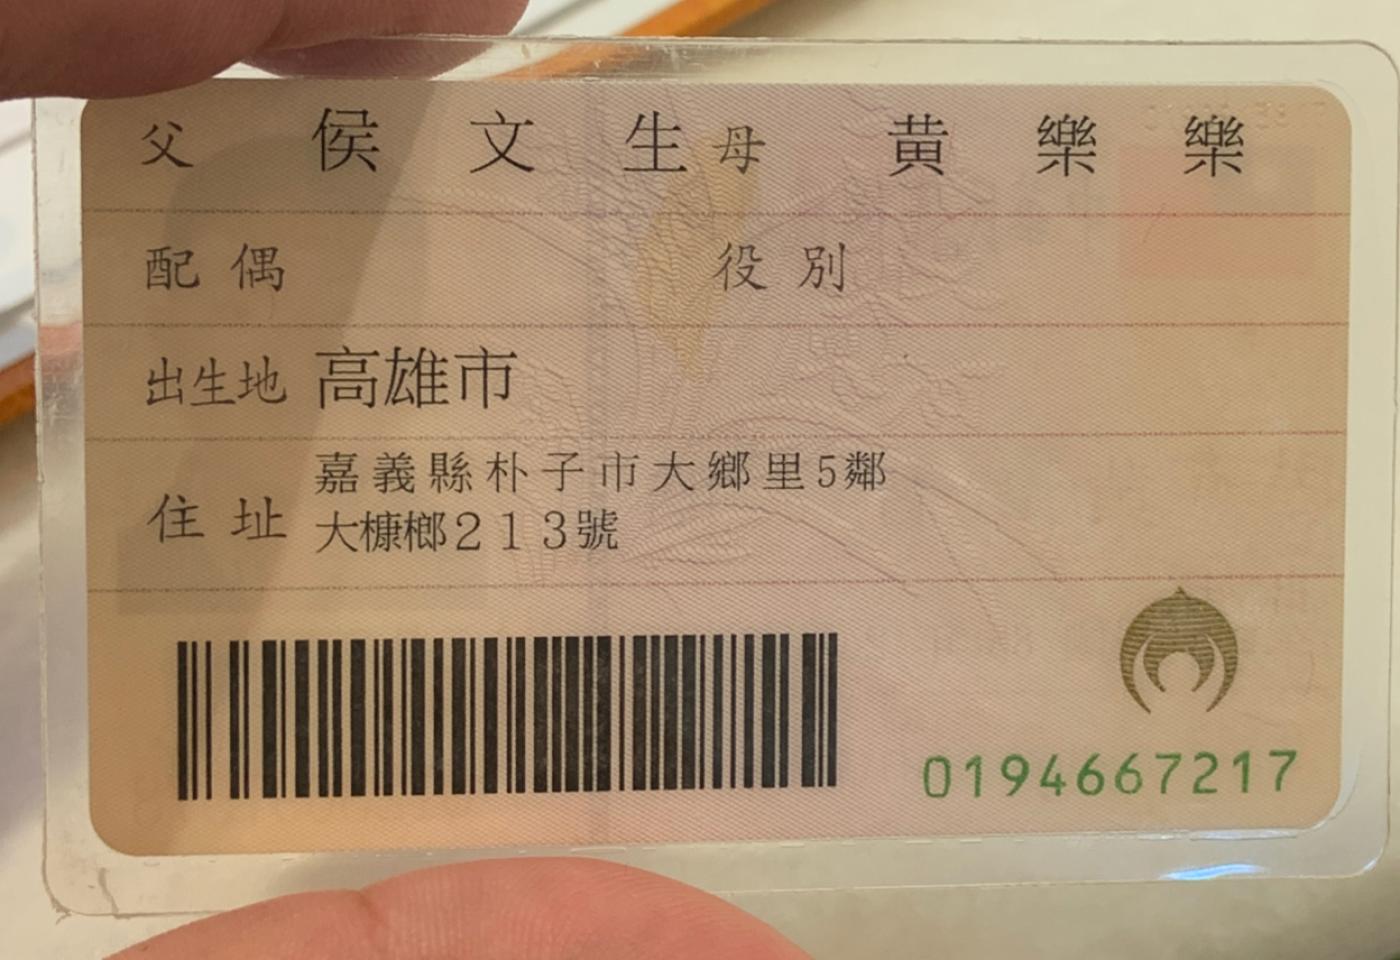 父 侯文生 母 黄樂樂
配偶 役別
出生地 高雄市
住址 嘉義縣朴子市大鄉里5鄰
大槺榔213號
0194667217